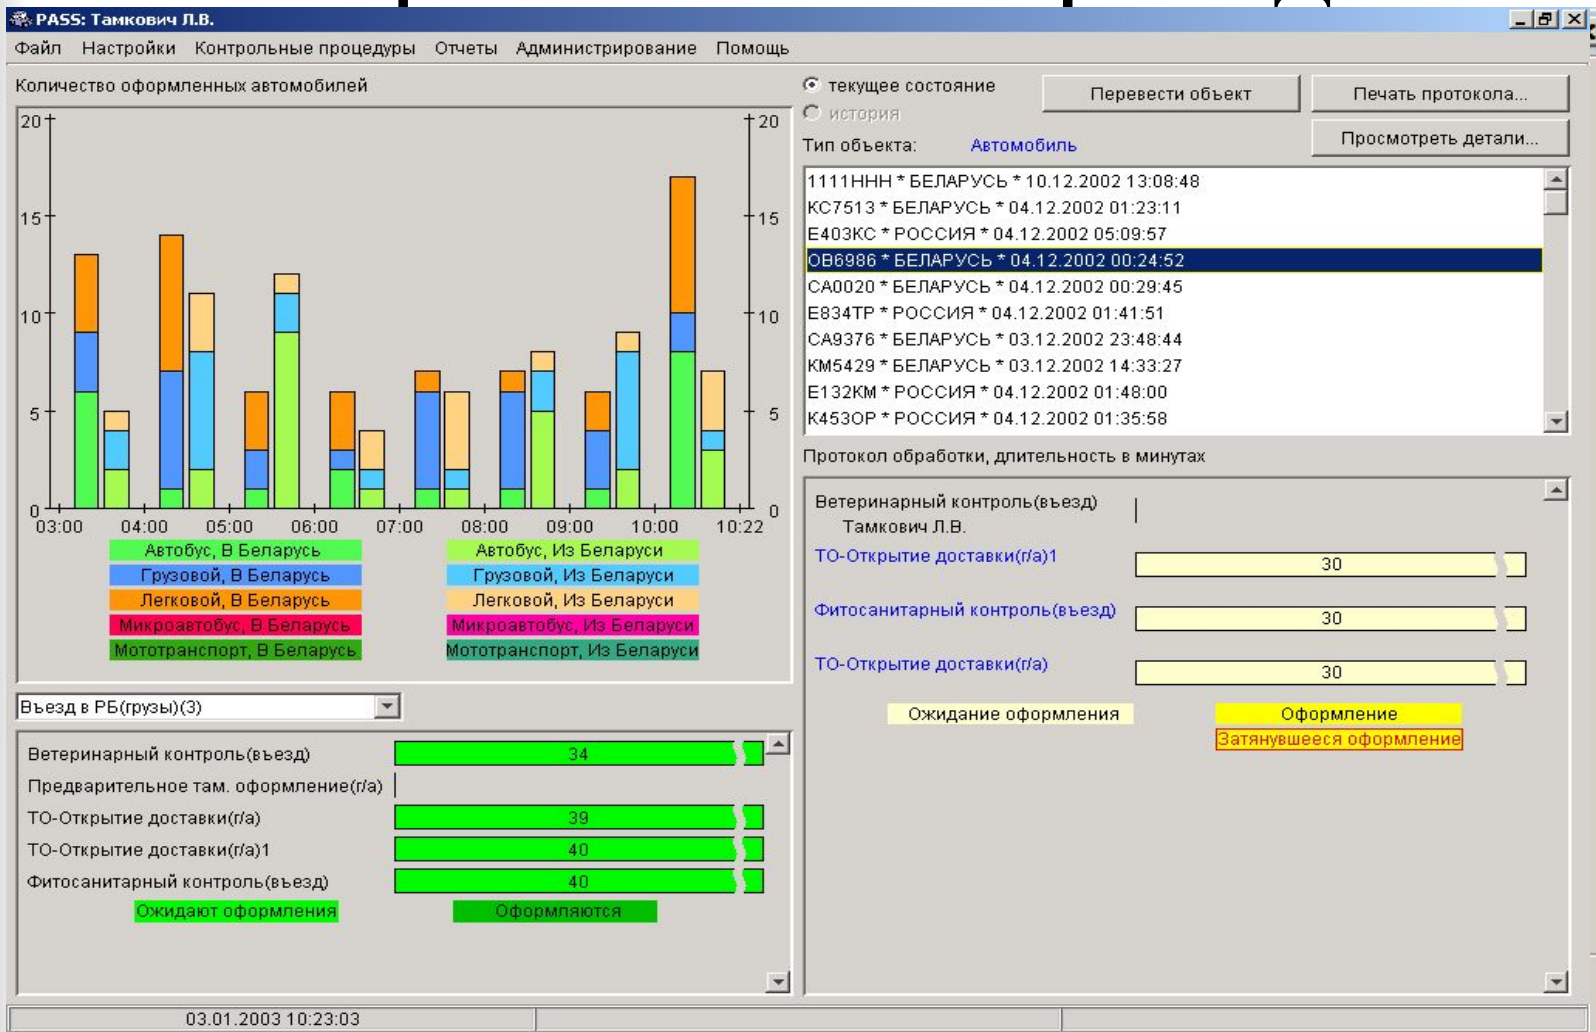 PASS: Тамкович Л.В.
Файл Настройки Контрольные процедуры Отчеты Администрирование Помощь
Количество оформленных автомобилей
20 20
15 15
10 10
5 5
0 0
03:00 04:00 05:00 06:00 07:00 08:00 09:00 10:00 10:22
Автобус, В Беларусь Автобус, Из Беларуси
Грузовой, В Беларусь Грузовой, Из Беларуси
Легковой, В Беларусь Легковой, Из Беларуси
Микроавтобус, В Беларусь Микроавтобус, Из Беларуси
Мототранспорт, В Беларусь Мототранспорт, Из Беларуси
Въезд в РБ(грузы)(3)
Ветеринарный контроль(въезд) 34
Предварительное там. оформление(г/а)
ТО-Открытие доставки(г/а) 39
ТО-Открытие доставки(г/а)1 40
Фитосанитарный контроль(въезд) 40
Ожидают оформления Оформляются
текущее состояние
история
Перевести объект
Печать протокола...
Тип объекта: Автомобиль
Просмотреть детали...
1111ННН * БЕЛАРУСЬ * 10.12.2002 13:08:48
КС7513 * БЕЛАРУСЬ * 04.12.2002 01:23:11
Е403КС * РОССИЯ * 04.12.2002 05:09:57
ОВ6986 * БЕЛАРУСЬ * 04.12.2002 00:24:52
СА0020 * БЕЛАРУСЬ * 04.12.2002 00:29:45
Е834ТР * РОССИЯ * 04.12.2002 01:41:51
СА9376 * БЕЛАРУСЬ * 03.12.2002 23:48:44
КМ5429 * БЕЛАРУСЬ * 03.12.2002 14:33:27
Е132КМ * РОССИЯ * 04.12.2002 01:48:00
К453ОР * РОССИЯ * 04.12.2002 01:35:58
Протокол обработки, длительность в минутах
Ветеринарный контроль(въезд)
Тамкович Л.В.
ТО-Открытие доставки(г/а)1 30
Фитосанитарный контроль(въезд) 30
ТО-Открытие доставки(г/а) 30
Ожидание оформления Оформление
Затянувшееся оформление
03.01.2003 10:23:03